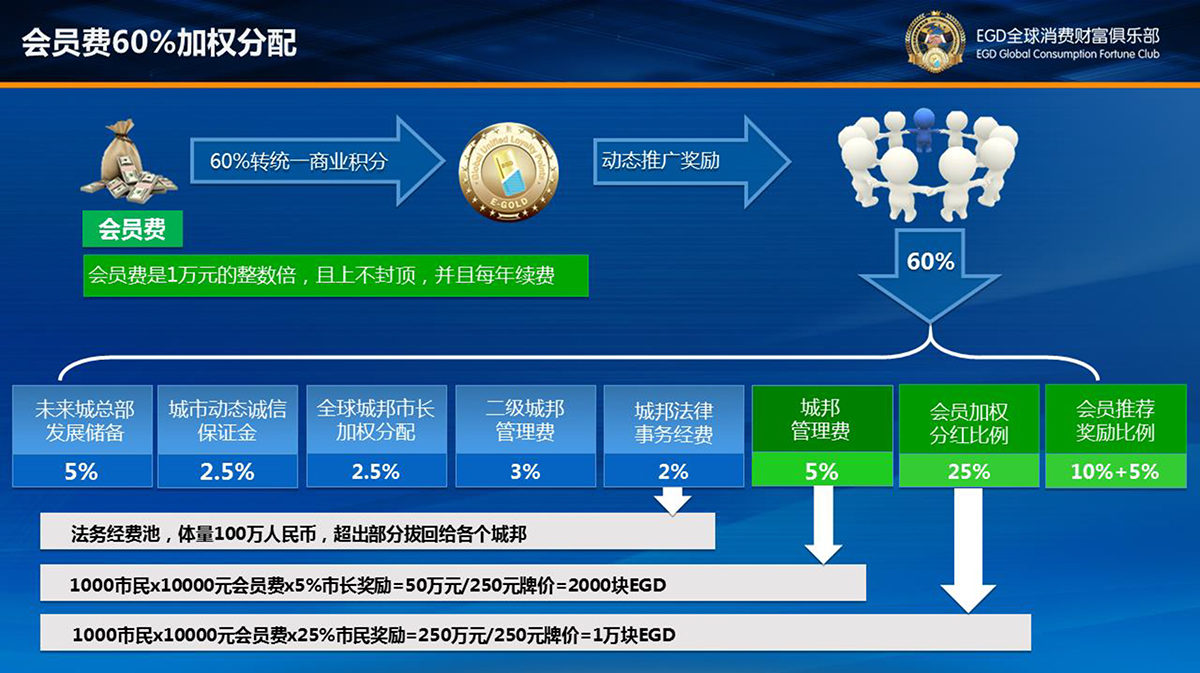 会员费60%加权分配
EGD全球消费财富俱乐部
EGD Global Consumption Fortune Club
60%转统一商业积分
Global Unified Loyalty Points
E-GOLD
动态推广奖励
会员费
会员费是1万元的整数倍，且上不封顶，并且每年续费
60%
未来城总部
发展储备
5%
城市动态诚信
保证金
2.5%
全球城邦市长
加权分配
2.5%
二级城邦
管理费
3%
城邦法律
事务经费
2%
城邦
管理费
5%
会员加权
分红比例
25%
会员推荐
奖励比例
10%+5%
法务经费池，体量100万人民币，超出部分拔回给各个城邦
1000市民x10000元会员费x5%市长奖励=50万元/250元牌价=2000块EGD
1000市民x10000元会员费x25%市民奖励=250万元/250元牌价=1万块EGD